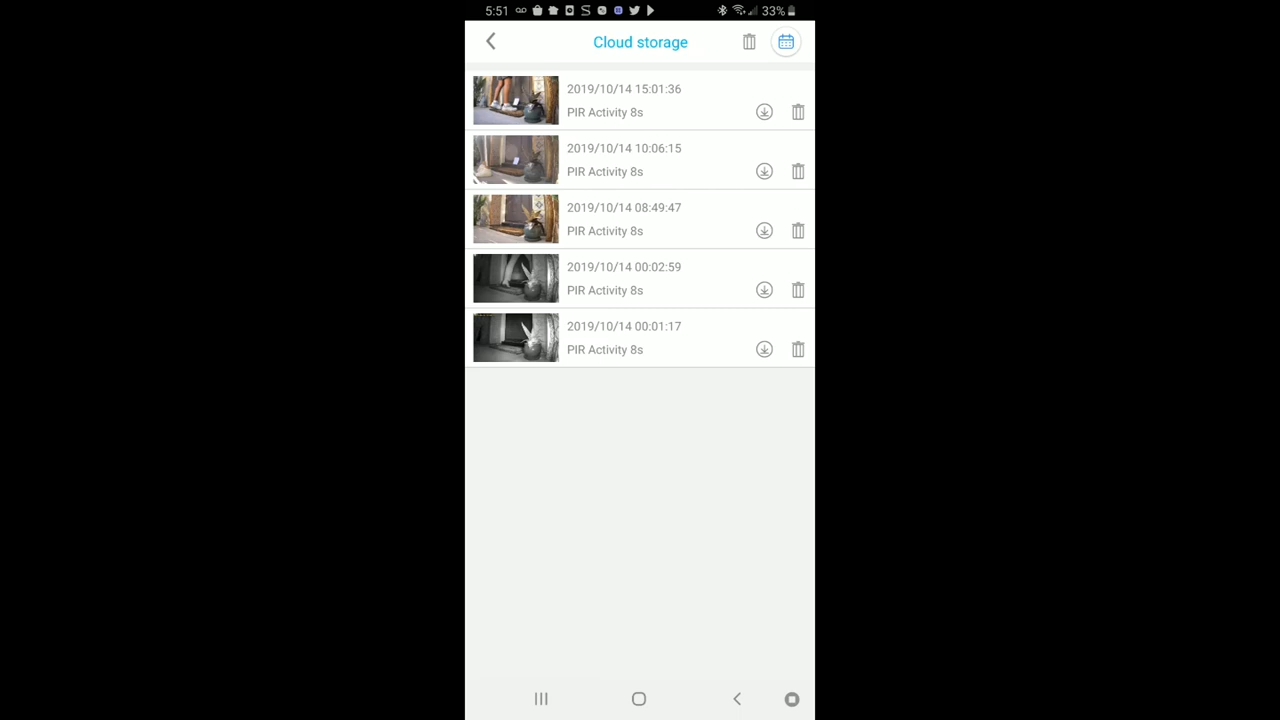 5:51 33%
Cloud storage
2019/10/14 15:01:36
PIR Activity 8s
2019/10/14 10:06:15
PIR Activity 8s
2019/10/14 08:49:47
PIR Activity 8s
2019/10/14 00:02:59
PIR Activity 8s
2019/10/14 00:01:17
PIR Activity 8s